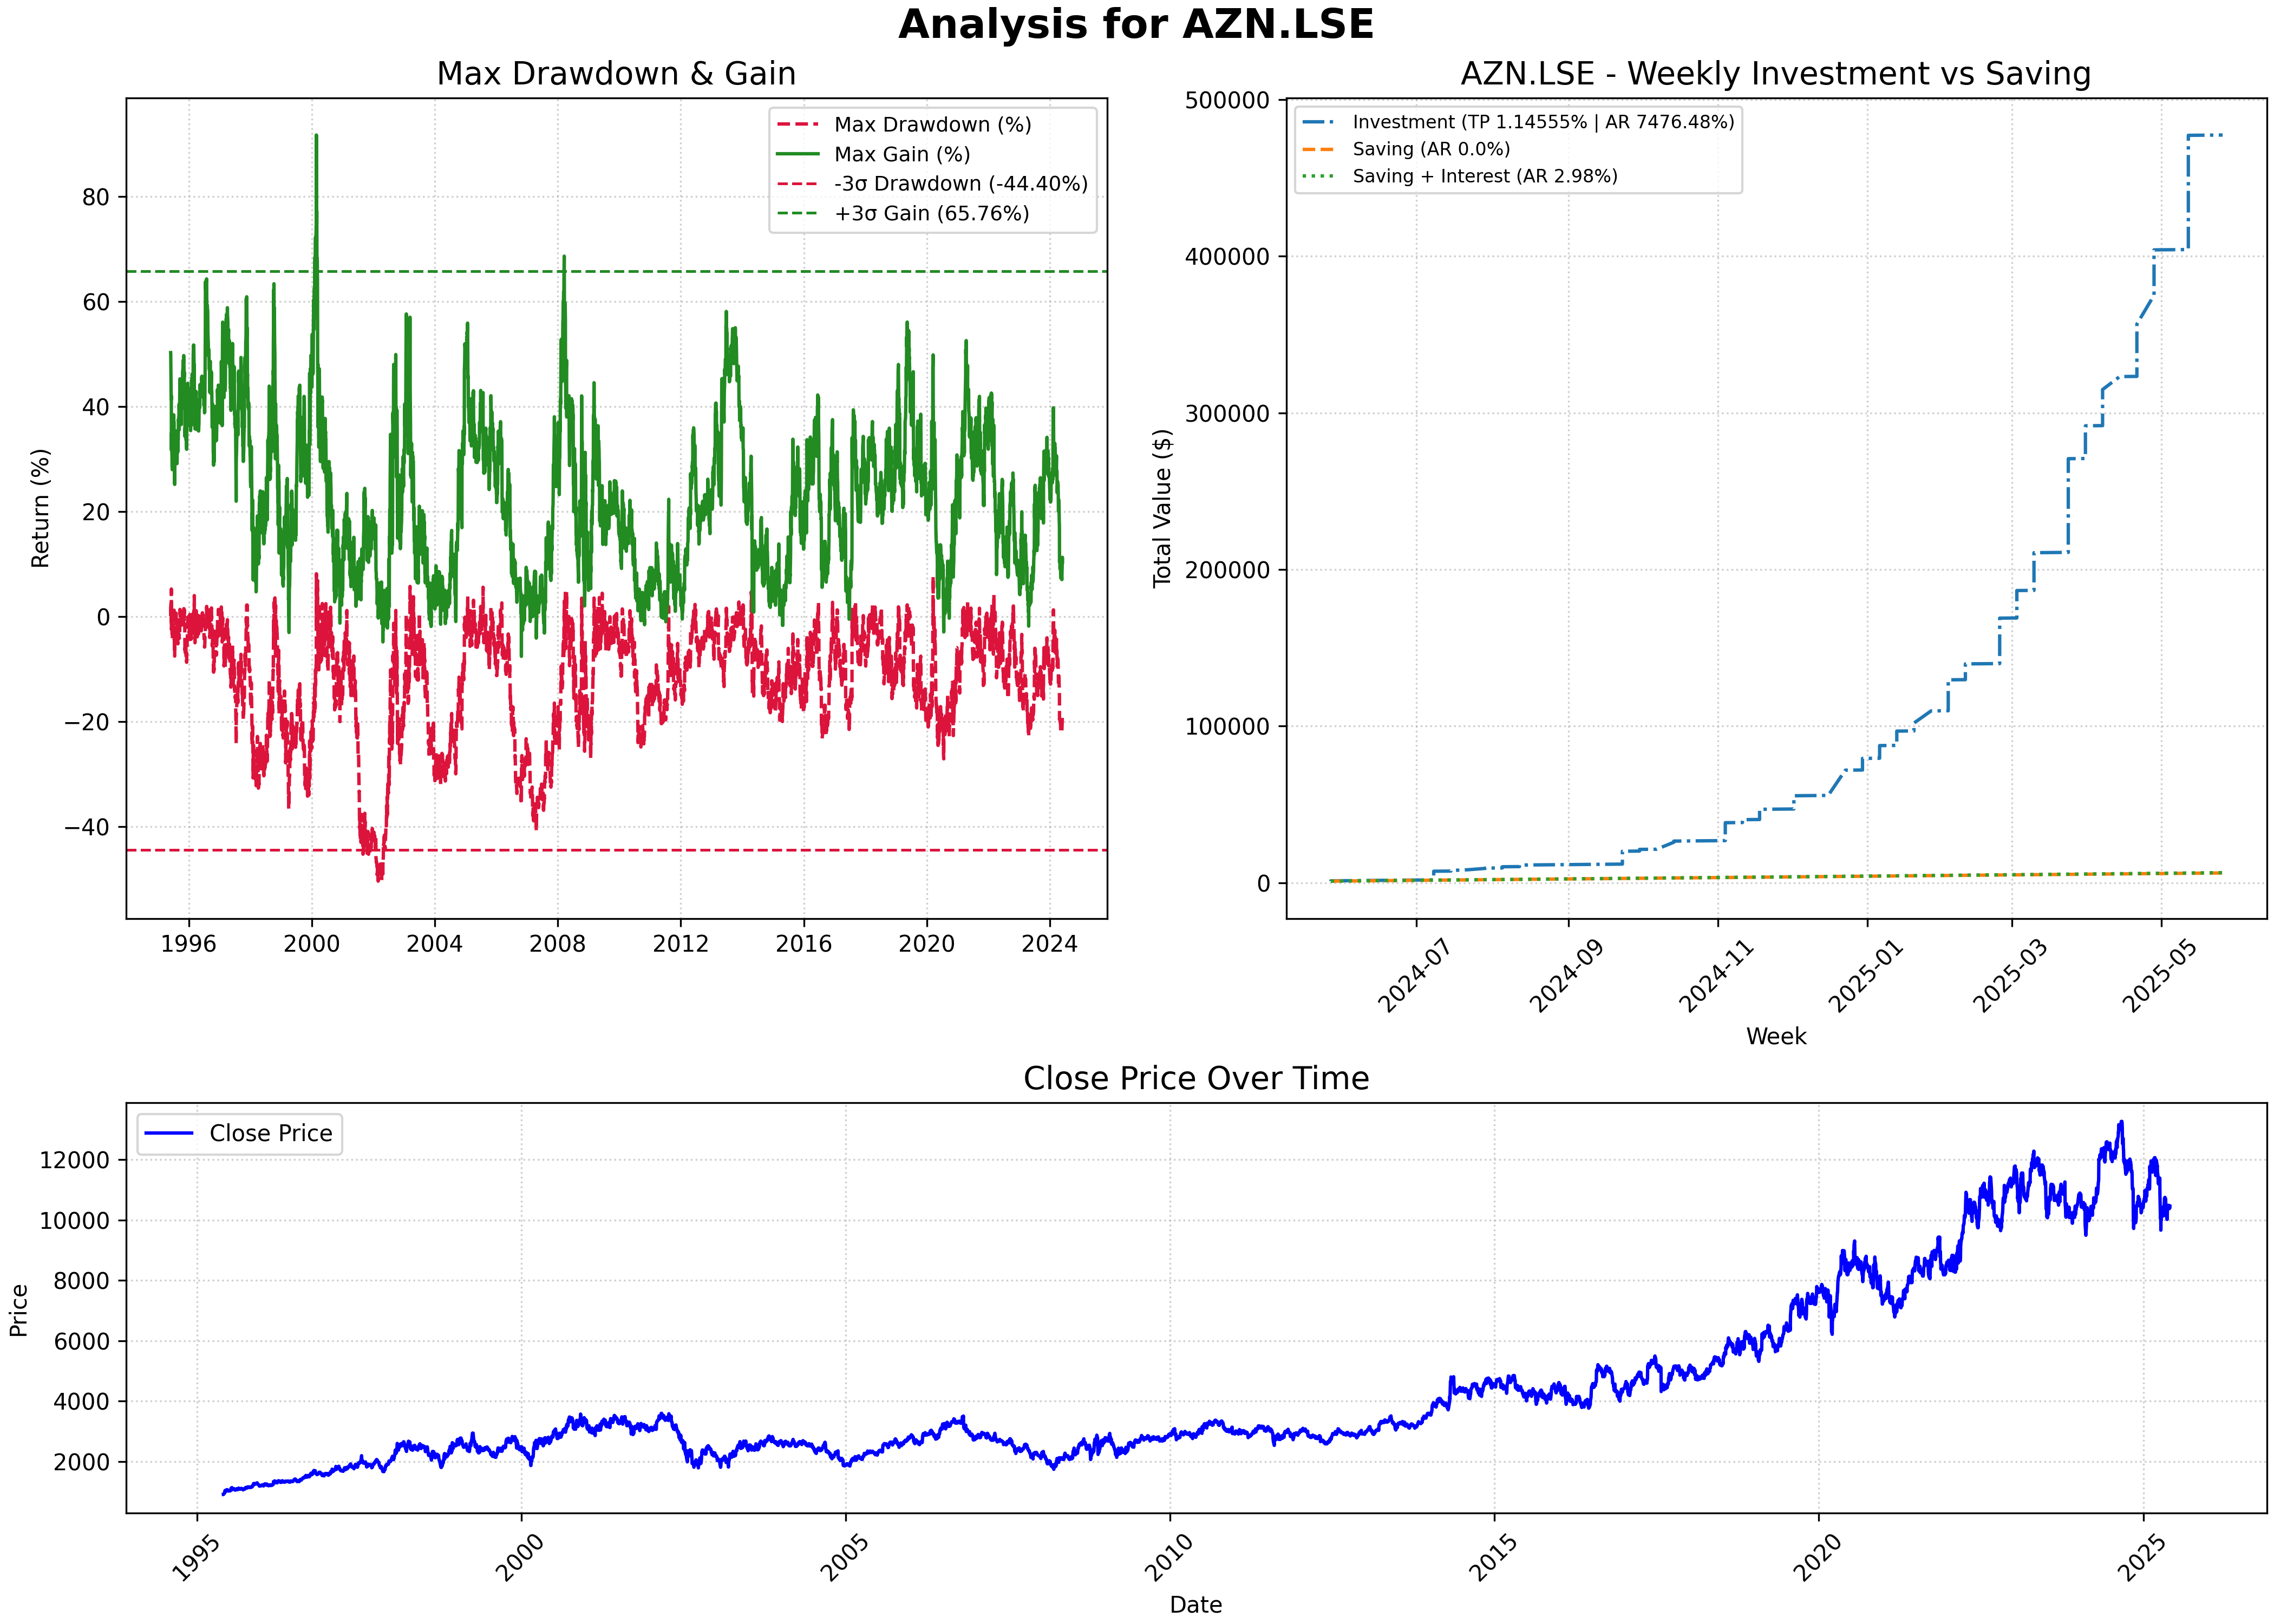 Analysis for AZN.LSE
Max Drawdown & Gain
Return (%)
80
60
40
20
0
−20
−40
1996
2000
2004
2008
2012
2016
2020
2024
Max Drawdown (%)
Max Gain (%)
-3σ Drawdown (-44.40%)
+3σ Gain (65.76%)
AZN.LSE - Weekly Investment vs Saving
Total Value ($)
500000
400000
300000
200000
100000
0
2024-07
2024-09
2024-11
2025-01
2025-03
2025-05
Week
Investment (TP 1.14555% | AR 7476.48%)
Saving (AR 0.0%)
Saving + Interest (AR 2.98%)
Close Price Over Time
Price
12000
10000
8000
6000
4000
2000
1995
2000
2005
2010
2015
2020
2025
Date
Close Price